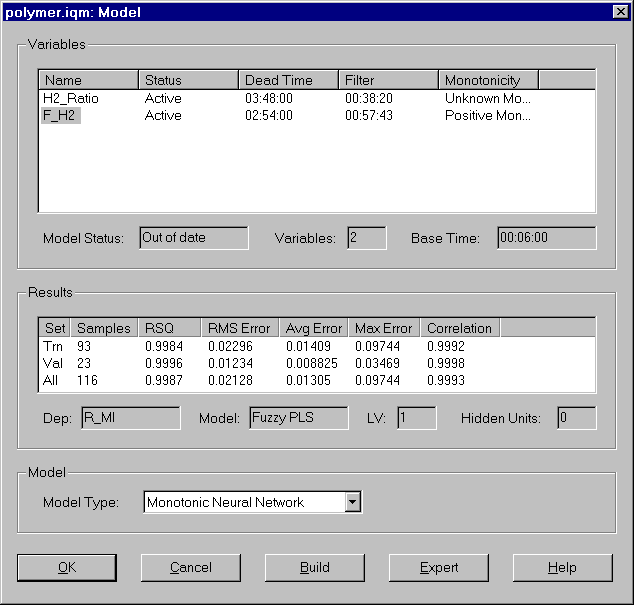 polymer.iqm: Model
Variables
Name Status Dead Time Filter Monotonicity
H2_Ratio Active 03:48:00 00:38:20 Unknown Mo...
F_H2 Active 02:54:00 00:57:43 Positive Mon...
Model Status: Out of date Variables: 2 Base Time: 00:06:00
Results
Set Samples RSQ RMS Error Avg Error Max Error Correlation
Trn 93 0.9984 0.02296 0.01409 0.09744 0.9992
Val 23 0.9996 0.01234 0.008825 0.03469 0.9998
All 116 0.9987 0.02128 0.01305 0.09744 0.9993
Dep: R_MI Model: Fuzzy PLS LV: 1 Hidden Units: 0
Model
Model Type: Monotonic Neural Network
OK Cancel Build Expert Help